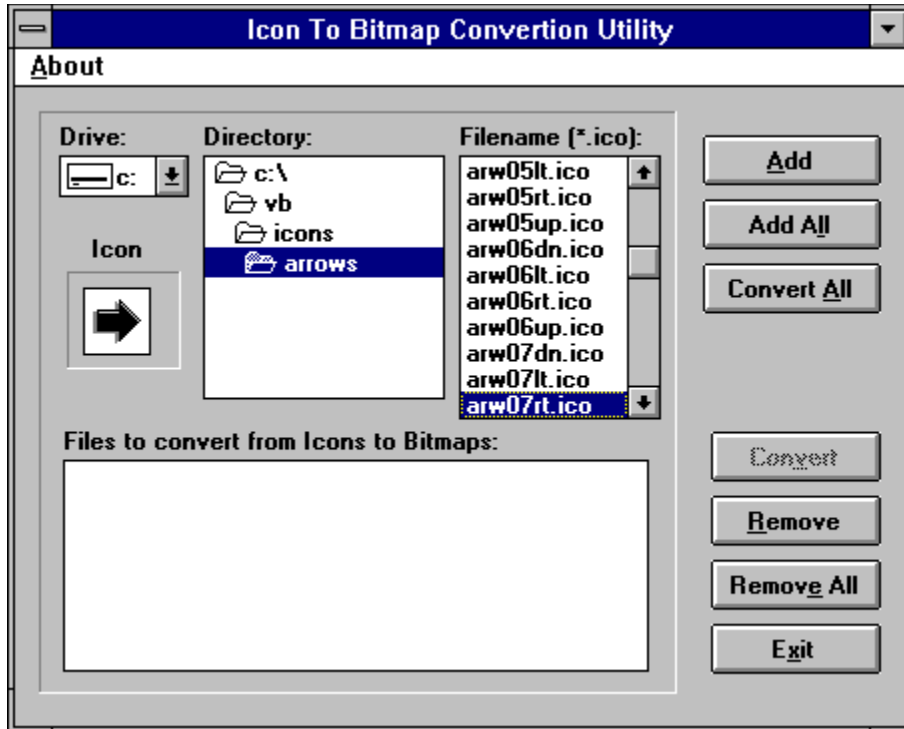 Icon To Bitmap Convertion Utility
About
Drive:
c:
Icon
Directory:
c:\
vb
icons
arrows
Filename (*.ico):
arw05lt.ico
arw05rt.ico
arw05up.ico
arw06dn.ico
arw06lt.ico
arw06rt.ico
arw06up.ico
arw07dn.ico
arw07lt.ico
arw07rt.ico
Add
Add All
Convert All
Files to convert from Icons to Bitmaps:
Convert
Remove
Remove All
Exit